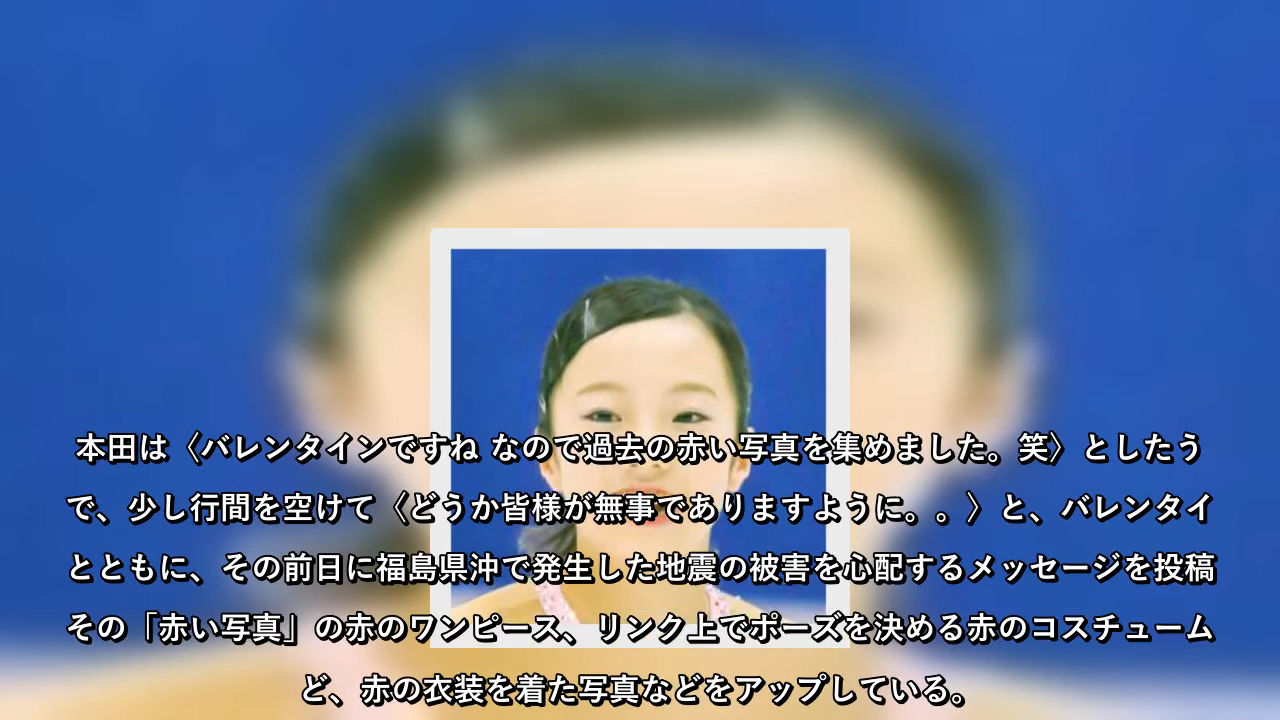 本田は〈バレンタインですね なので過去の赤い写真を集めました。笑〉としたう
で、少し行間を空けて〈どうか皆様が無事でありますように。。〉と、バレンタイ
とともに、その前日に福島県沖で発生した地震の被害を心配するメッセージを投稿
その「赤い写真」の赤のワンピース、リンク上でポーズを決める赤のコスチューム
ど、赤の衣装を着た写真などをアップしている。